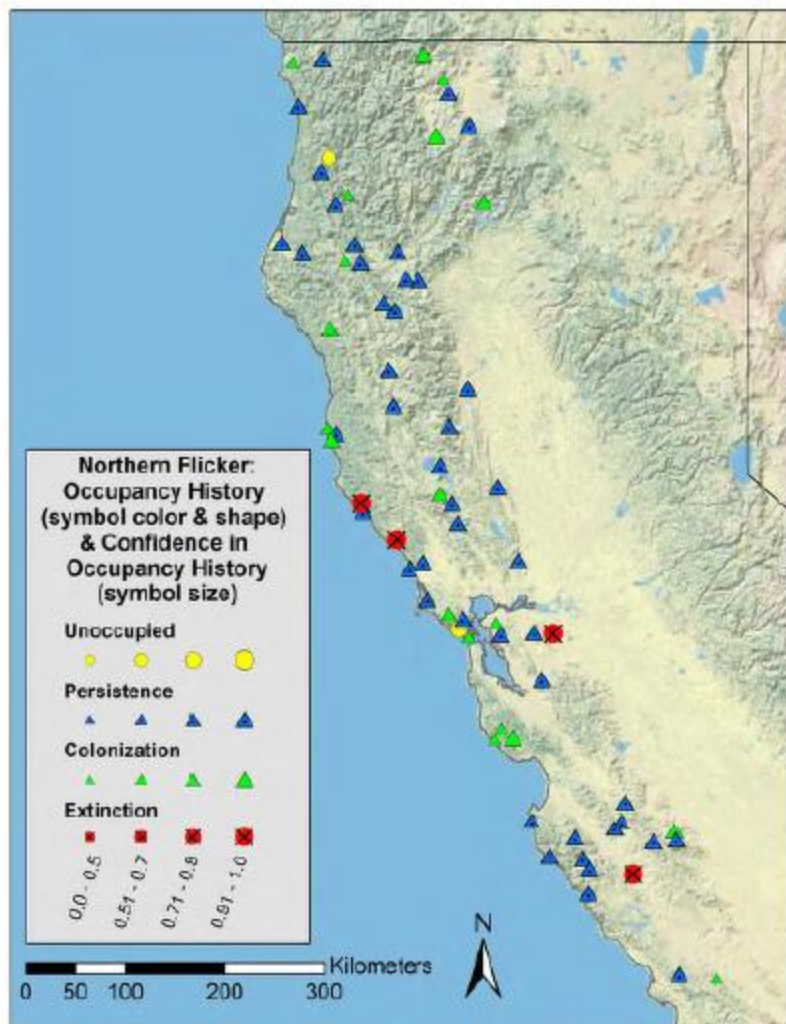 Northern Flicker:
Occupancy History
(symbol color & shape)
& Confidence in
Occupancy History
(symbol size)
Unoccupied
Persistence
Colonization
Extinction
0.0 - 0.5
0.51 - 0.7
0.71 - 0.8
0.81 - 1.0
N
Kilometers
0 50 100 200 300